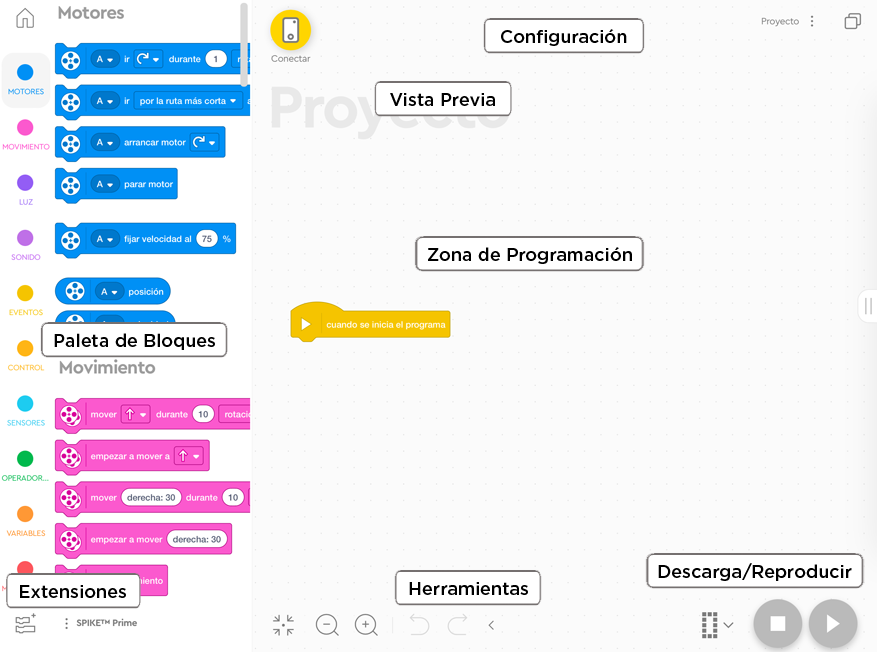 Motores
A ir durante 1
A ir por la ruta más corta a
A arrancar motor
A parar motor
A fijar velocidad al 75 %
A posición
Movimiento
mover durante 10
empezar a mover a
mover derecha: 30 durante 10
empezar a mover derecha: 30
MOTORES
MOVIMIENTO
LUZ
SONIDO
EVENTOS
CONTROL
SENSORES
OPERADOR...
VARIABLES
Paleta de Bloques
Extensiones
SPIKE™ Prime
Conectar
Proyecto
Configuración
Proyecto
Vista Previa
Zona de Programación
cuando se inicia el programa
Herramientas
Descarga/Reproducir